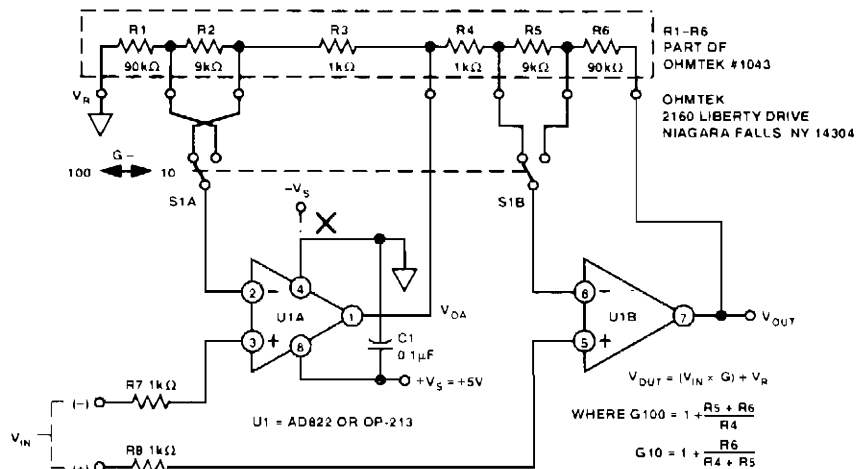 R1 R2 R3 R4 R5 R6
90kΩ 9kΩ 1kΩ 1kΩ 9kΩ 90kΩ
R1–R6
PART OF
OHMTEK #1043
OHMTEK
2160 LIBERTY DRIVE
NIAGARA FALLS NY 14304
VR
G –
100 10
S1A
S1B
–VS
X
4
2 –
U1A
1
3 +
8
VOA
C1
0.1µF
+VS = +5V
6 –
U1B
7
5 +
VOUT
R7 1kΩ
(–)
VIN
R8 1kΩ
(+)
U1 = AD822 OR OP-213
VOUT = (VIN × G) + VR
WHERE G100 = 1 + R5 + R6
R4
G10 = 1 + R6
R4 + R5